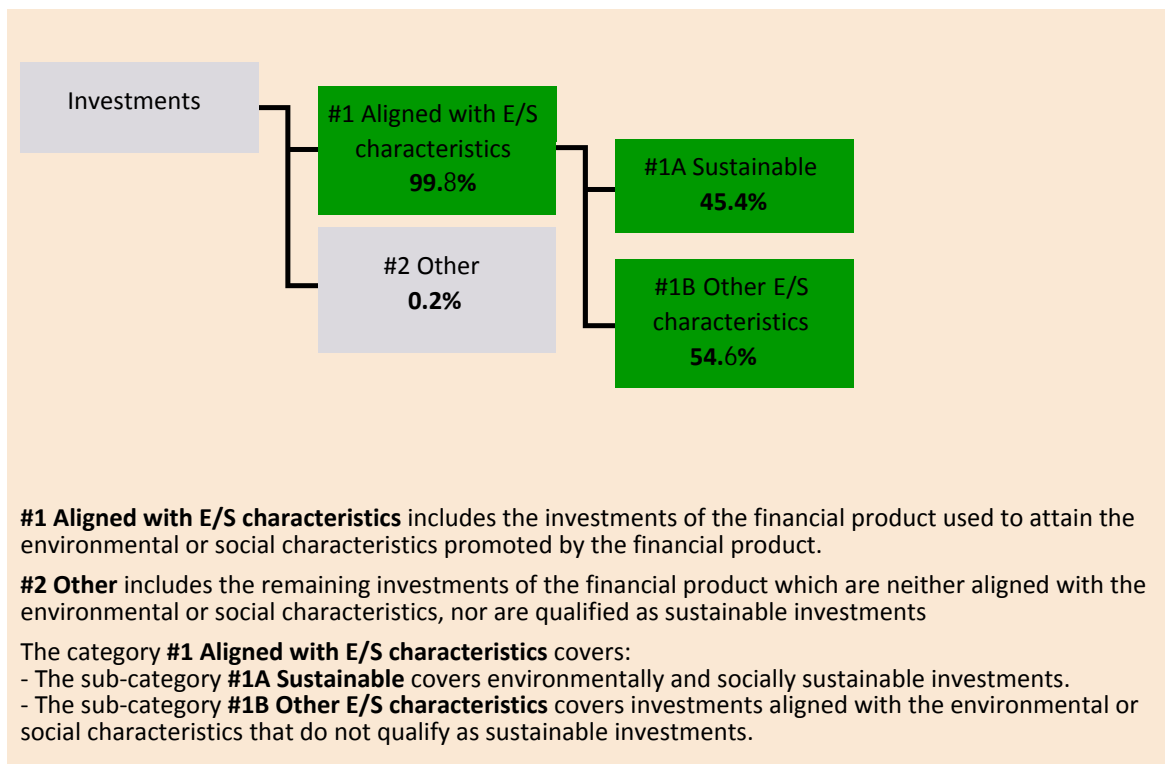 Investments
#1 Aligned with E/S
characteristics
99.8%
#2 Other
0.2%
#1A Sustainable
45.4%
#1B Other E/S
characteristics
54.6%
#1 Aligned with E/S characteristics includes the investments of the financial product used to attain the
environmental or social characteristics promoted by the financial product.
#2 Other includes the remaining investments of the financial product which are neither aligned with the
environmental or social characteristics, nor are qualified as sustainable investments
The category #1 Aligned with E/S characteristics covers:
- The sub-category #1A Sustainable covers environmentally and socially sustainable investments.
- The sub-category #1B Other E/S characteristics covers investments aligned with the environmental or
social characteristics that do not qualify as sustainable investments.